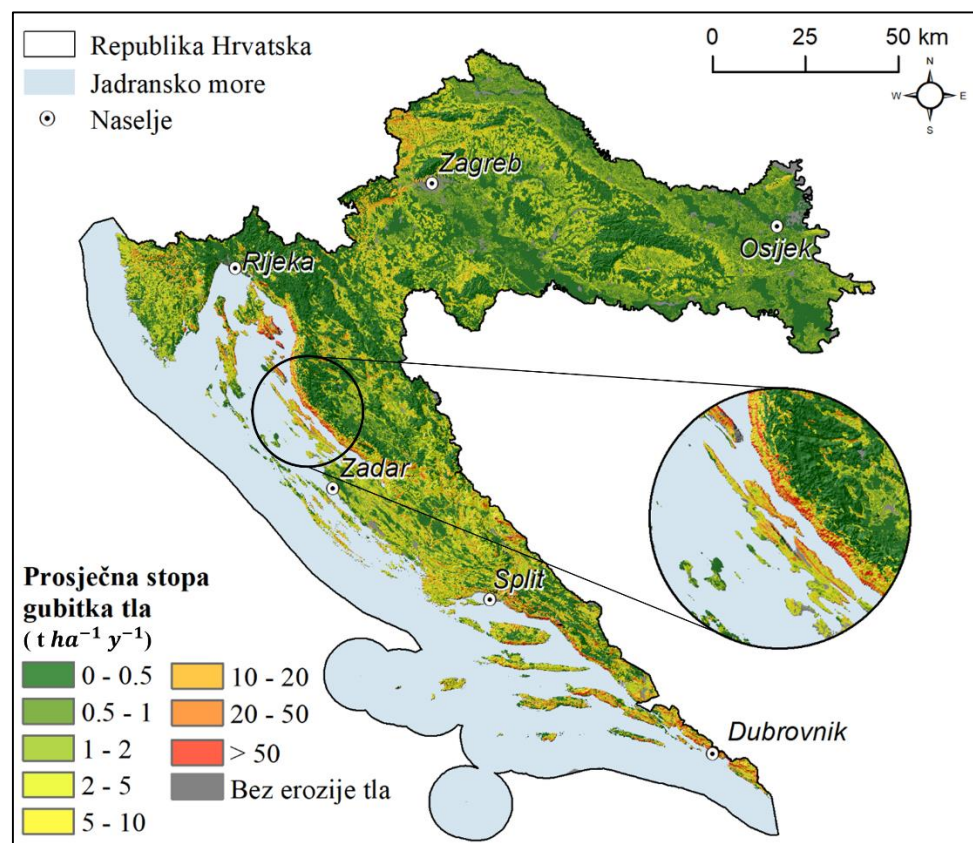 Republika Hrvatska
Jadransko more
Naselje
0 25 50 km
N
W E
S
Zagreb
Osijek
Rijeka
Zadar
Split
Dubrovnik
Prosječna stopa
gubitka tla
( t ha⁻¹ y⁻¹)
0 - 0.5
0.5 - 1
1 - 2
2 - 5
5 - 10
10 - 20
20 - 50
> 50
Bez erozije tla